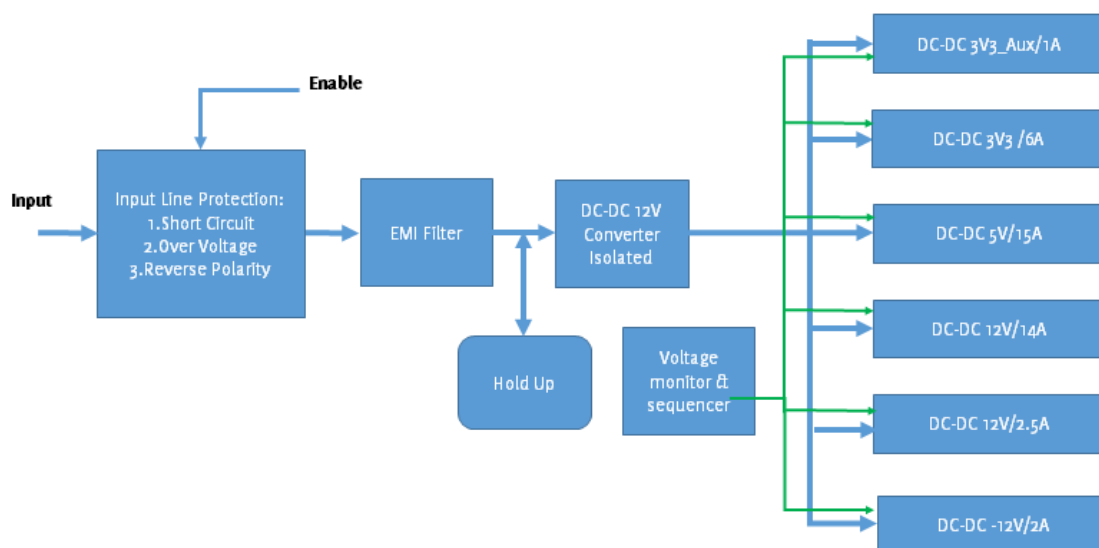 Enable
Input
Input Line Protection:
1.Short Circuit
2.Over Voltage
3.Reverse Polarity
EMI Filter
Hold Up
DC-DC 12V
Converter
Isolated
Voltage
monitor &
sequencer
DC-DC 3V3_Aux/1A
DC-DC 3V3 /6A
DC-DC 5V/15A
DC-DC 12V/14A
DC-DC 12V/2.5A
DC-DC -12V/2A